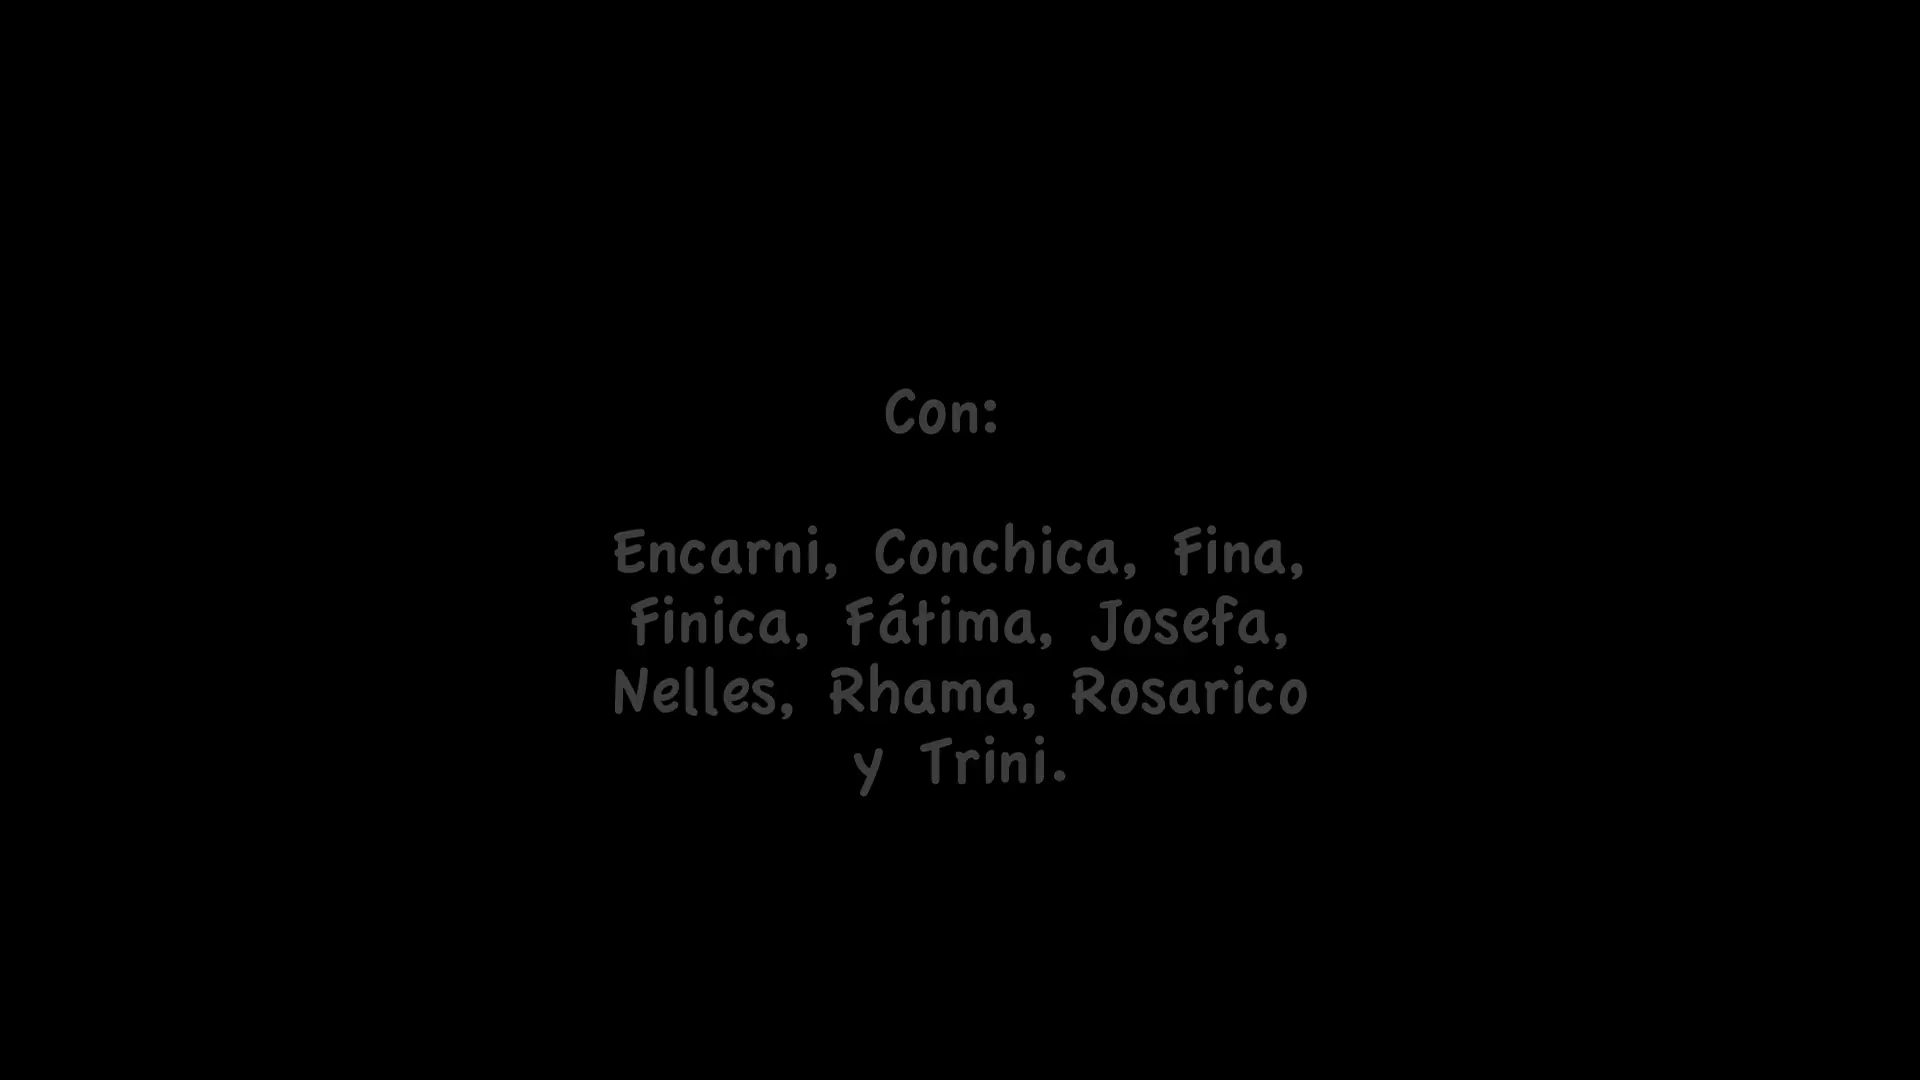 Con:
Encarni, Conchica, Fina,
Finica, Fátima, Josefa,
Nelles, Rhama, Rosarico
y Trini.